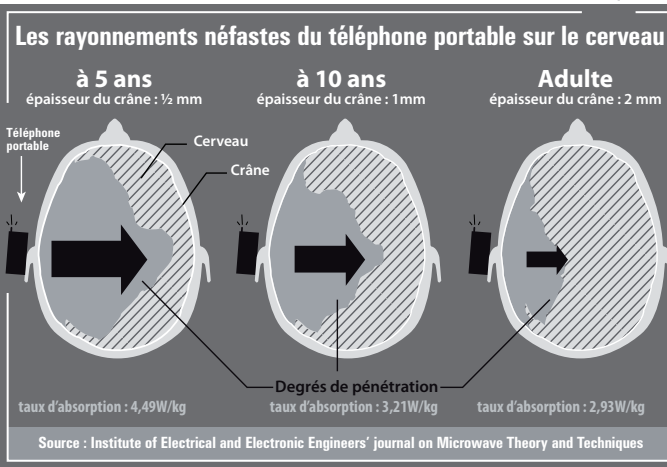 Les rayonnements néfastes du téléphone portable sur le cerveau
à 5 ans
épaisseur du crâne : ½ mm
à 10 ans
épaisseur du crâne : 1mm
Adulte
épaisseur du crâne : 2 mm
Téléphone
portable
Cerveau
Crâne
Degrés de pénétration
taux d'absorption : 4,49W/kg
taux d'absorption : 3,21W/kg
taux d'absorption : 2,93W/kg
Source : Institute of Electrical and Electronic Engineers' journal on Microwave Theory and Techniques